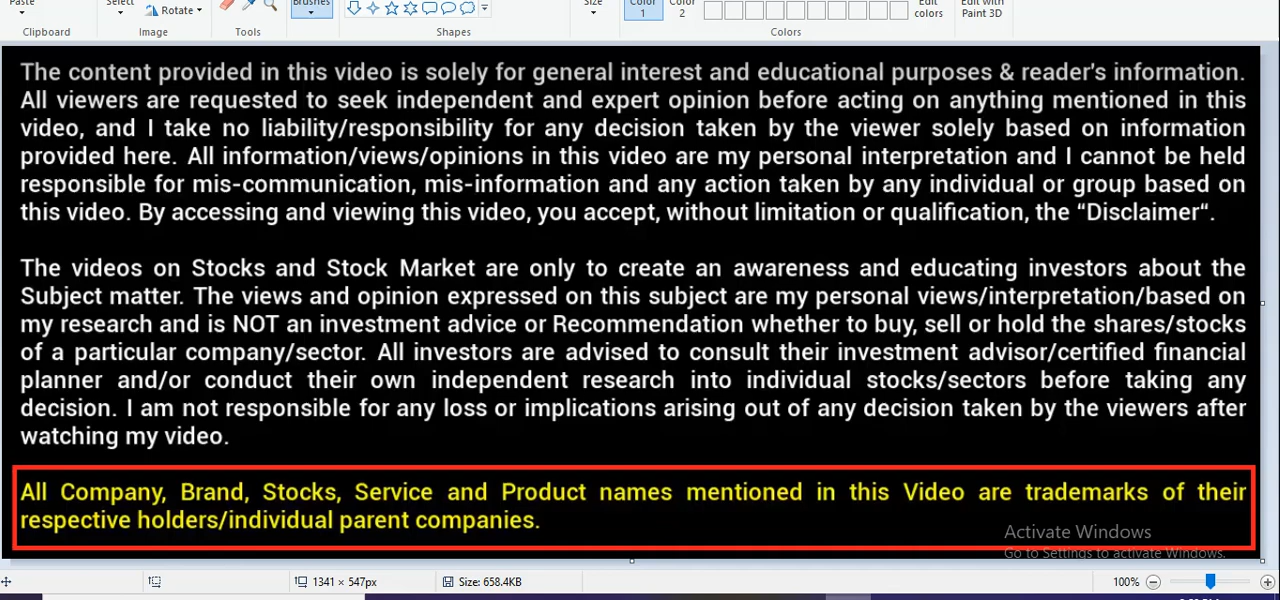 Paste
Select
Rotate
Brushes
Size
Color
1
Color
2
Edit
colors
Edit with
Paint 3D
Clipboard
Image
Tools
Shapes
Colors
The content provided in this video is solely for general interest and educational purposes & reader's information.
All viewers are requested to seek independent and expert opinion before acting on anything mentioned in this
video, and I take no liability/responsibility for any decision taken by the viewer solely based on information
provided here. All information/views/opinions in this video are my personal interpretation and I cannot be held
responsible for mis-communication, mis-information and any action taken by any individual or group based on
this video. By accessing and viewing this video, you accept, without limitation or qualification, the “Disclaimer“.
The videos on Stocks and Stock Market are only to create an awareness and educating investors about the
Subject matter. The views and opinion expressed on this subject are my personal views/interpretation/based on
my research and is NOT an investment advice or Recommendation whether to buy, sell or hold the shares/stocks
of a particular company/sector. All investors are advised to consult their investment advisor/certified financial
planner and/or conduct their own independent research into individual stocks/sectors before taking any
decision. I am not responsible for any loss or implications arising out of any decision taken by the viewers after
watching my video.
All Company, Brand, Stocks, Service and Product names mentioned in this Video are trademarks of their
respective holders/individual parent companies.
Activate Windows
Go to Settings to activate Windows.
1341 × 547px
Size: 658.4KB
100%